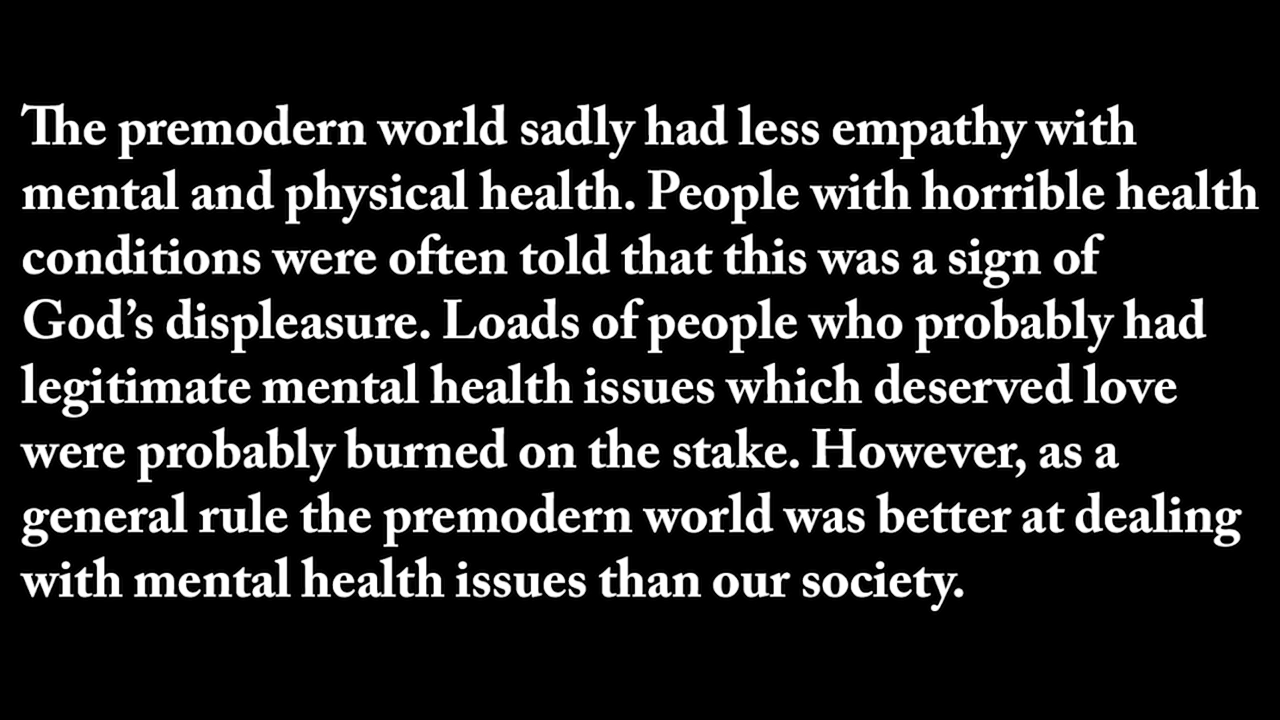 The premodern world sadly had less empathy with
mental and physical health. People with horrible health
conditions were often told that this was a sign of
God’s displeasure. Loads of people who probably had
legitimate mental health issues which deserved love
were probably burned on the stake. However, as a
general rule the premodern world was better at dealing
with mental health issues than our society.